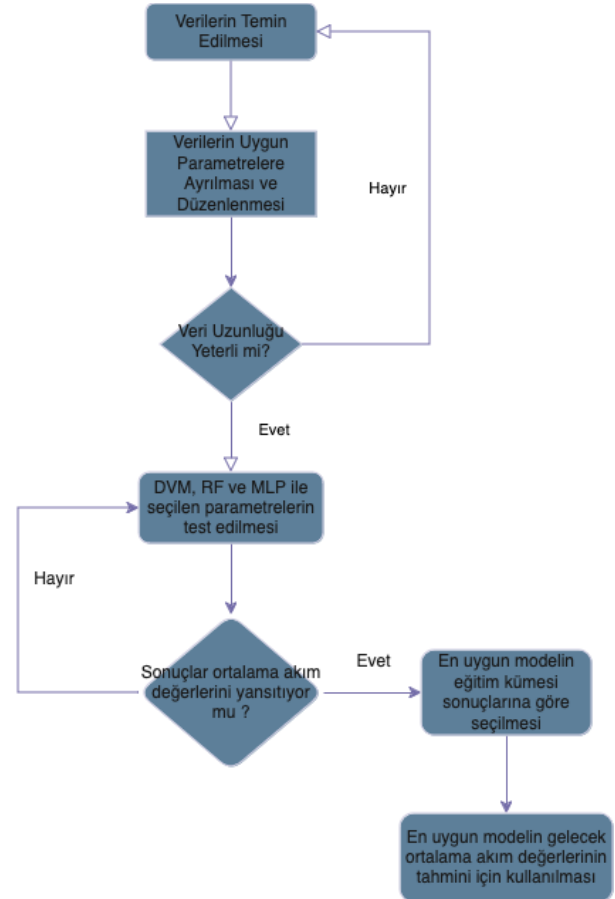 Verilerin Temin
Edilmesi
Verilerin Uygun
Parametrelere
Ayrılması ve
Düzenlenmesi
Hayır
Veri Uzunluğu
Yeterli mi?
Evet
DVM, RF ve MLP ile
seçilen parametrelerin
test edilmesi
Hayır
Sonuçlar ortalama akım
değerlerini yansıtıyor
mu ?
Evet
En uygun modelin
eğitim kümesi
sonuçlarına göre
seçilmesi
En uygun modelin gelecek
ortalama akım değerlerinin
tahmini için kullanılması